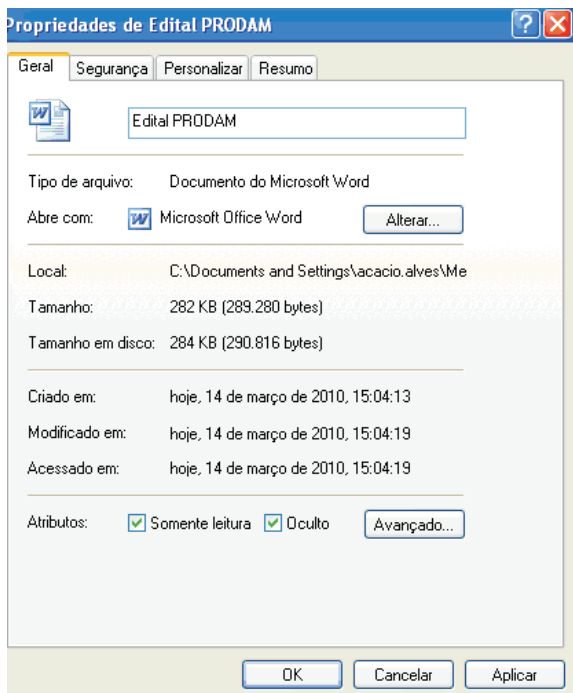 Propriedades de Edital PRODAM ?
Geral Segurança Personalizar Resumo
Edital PRODAM
Tipo de arquivo: Documento do Microsoft Word
Abre com: Microsoft Office Word Alterar...
Local: C:\Documents and Settings\acacio.alves\Me
Tamanho: 282 KB (289.280 bytes)
Tamanho em disco: 284 KB (290.816 bytes)
Criado em: hoje, 14 de março de 2010, 15:04:13
Modificado em: hoje, 14 de março de 2010, 15:04:19
Acessado em: hoje, 14 de março de 2010, 15:04:19
Atributos: Somente leitura Oculto Avançado...
OK Cancelar Aplicar